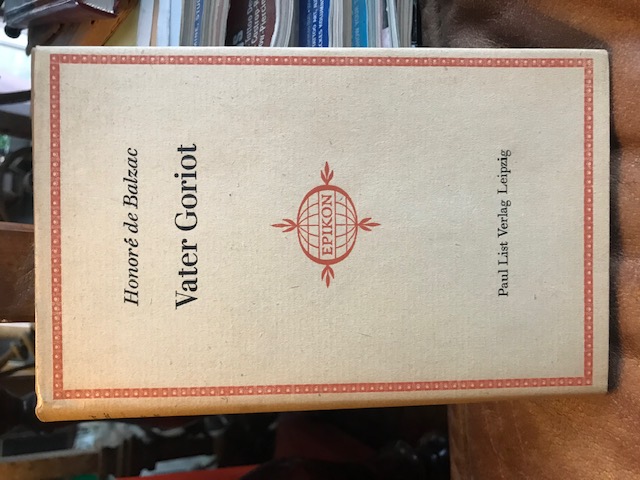 Honoré de Balzac
Vater Goriot
EPIKON
Paul List Verlag Leipzig